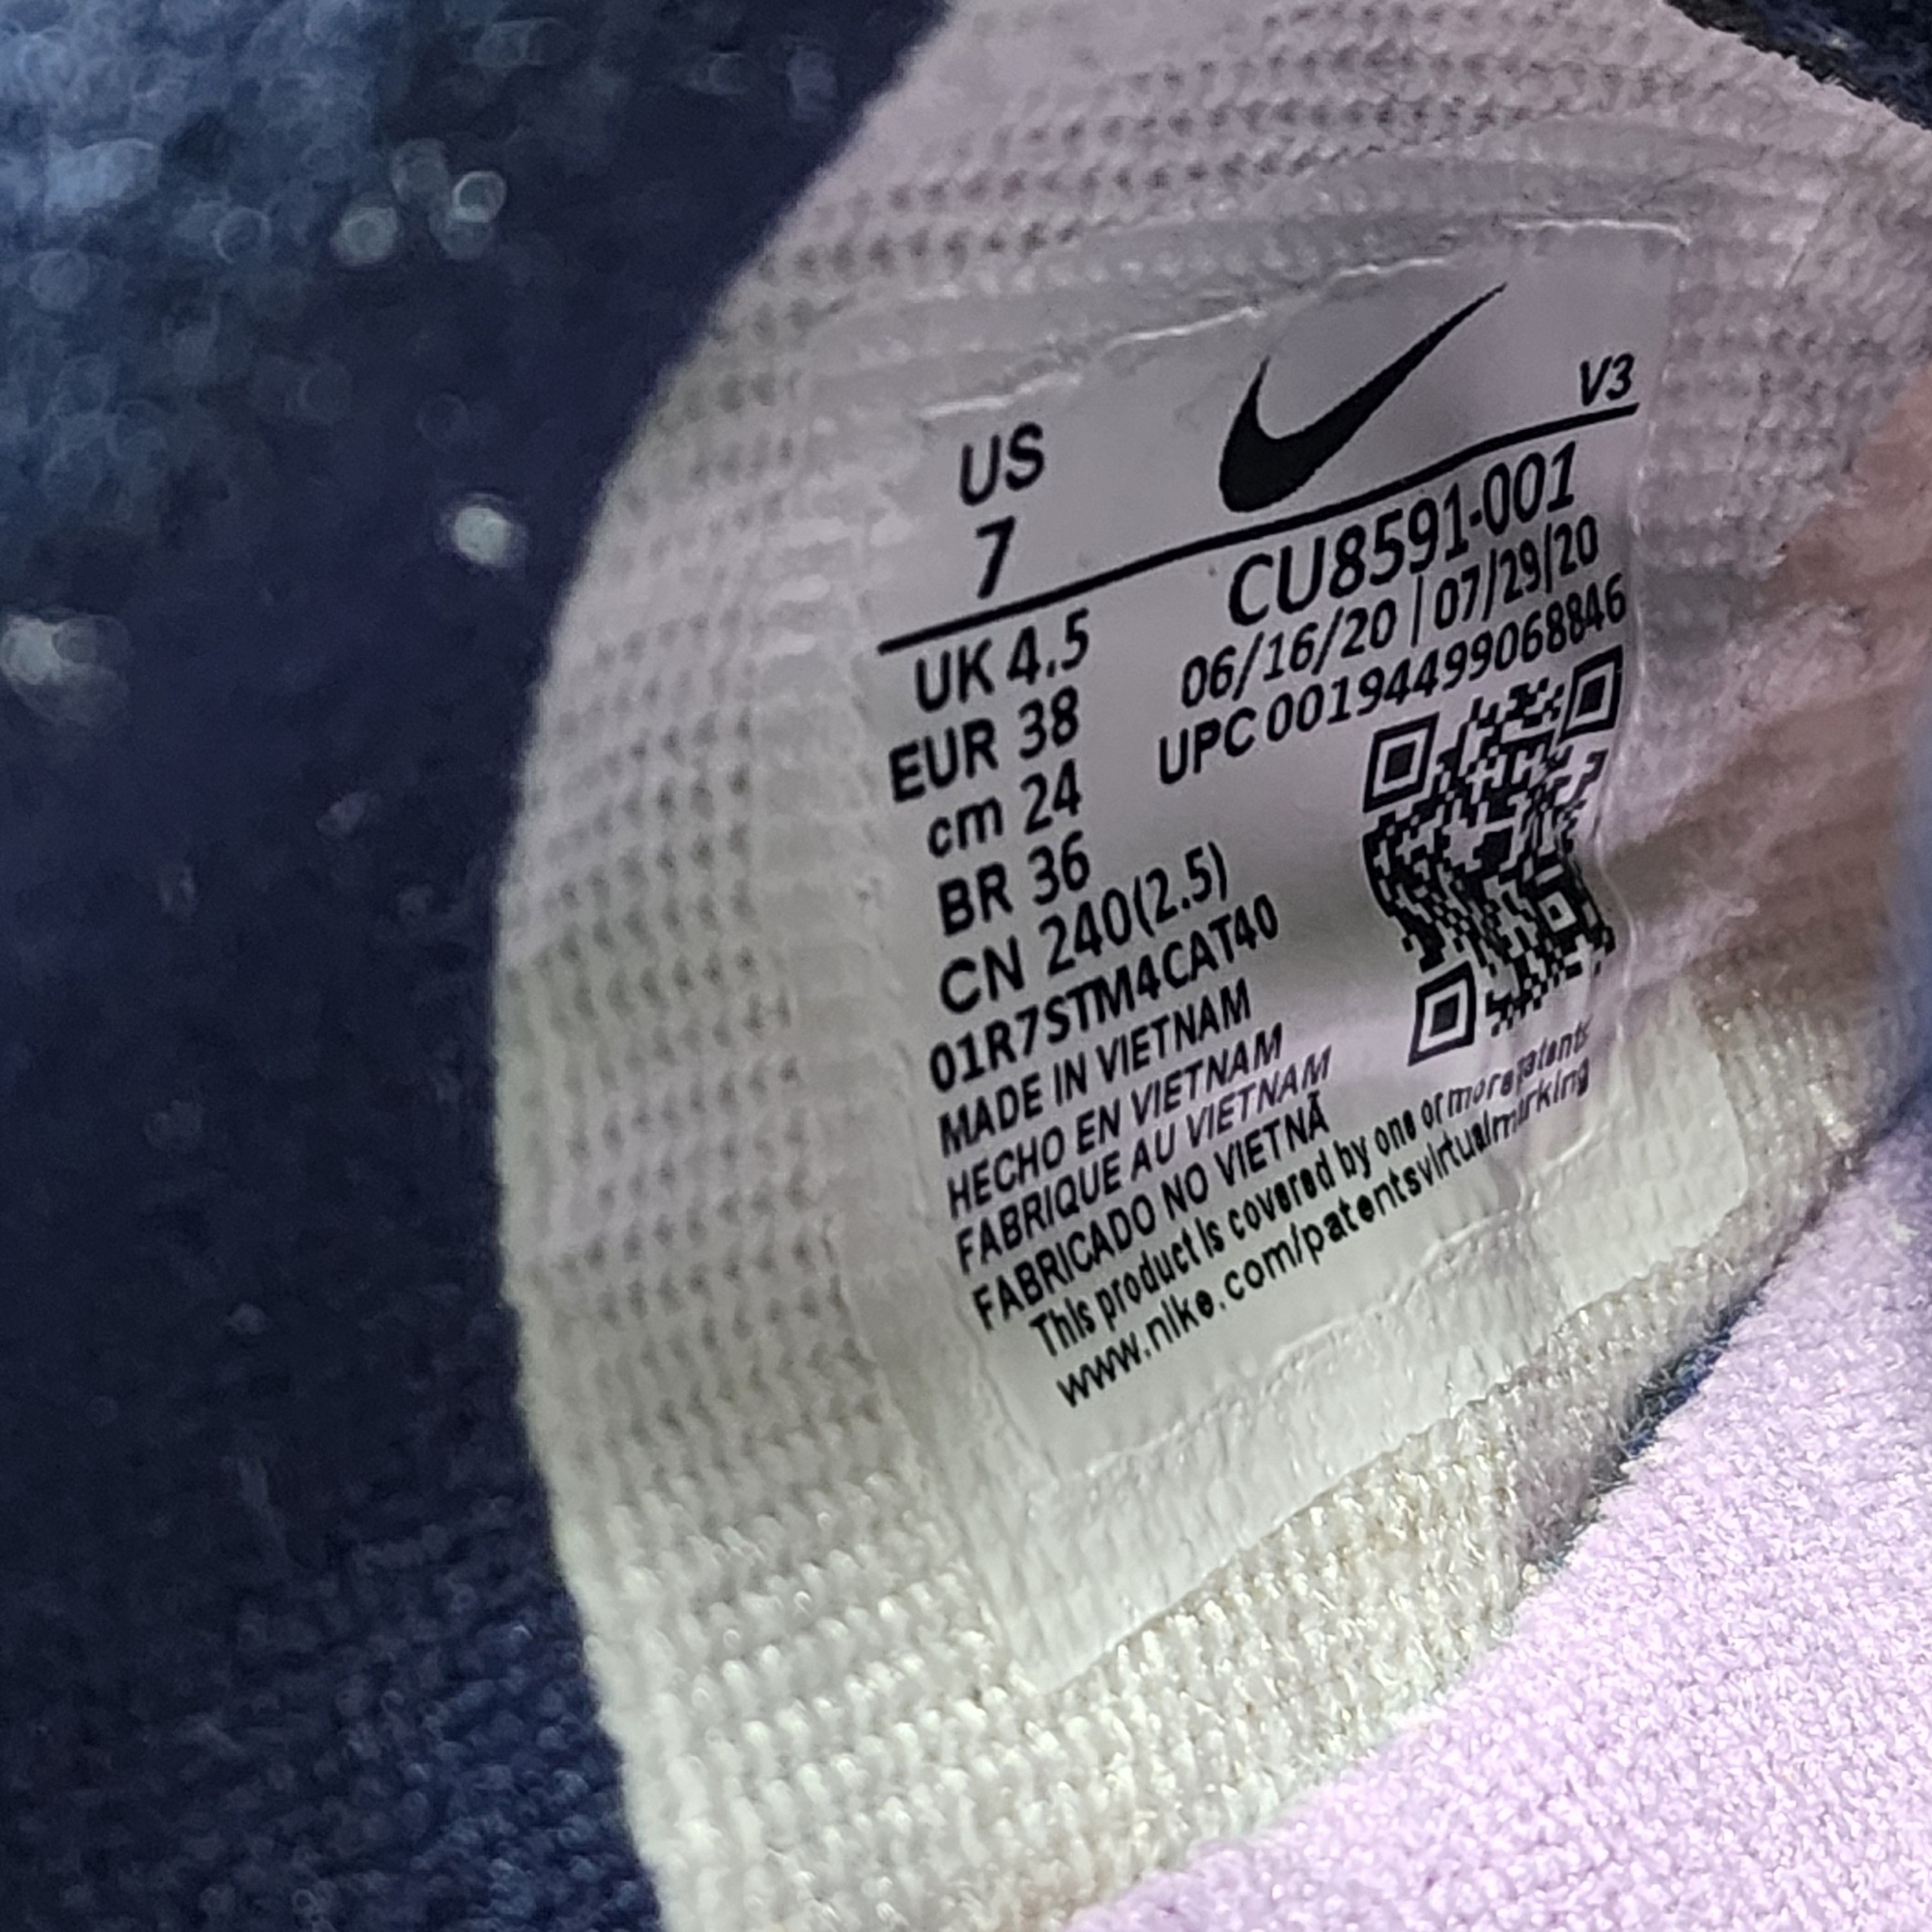 US
7
V3
UK 4.5
EUR 38
cm 24
BR 36
CN 240(2.5)
CU8591-001
06/16/20 | 07/29/20
UPC 00194499068846
01R7STM4CAT40
MADE IN VIETNAM
HECHO EN VIETNAM
FABRIQUE AU VIETNAM
FABRICADO NO VIETNÃ
This product is covered by one or more patents
www.nike.com/patentsvirtualmarking